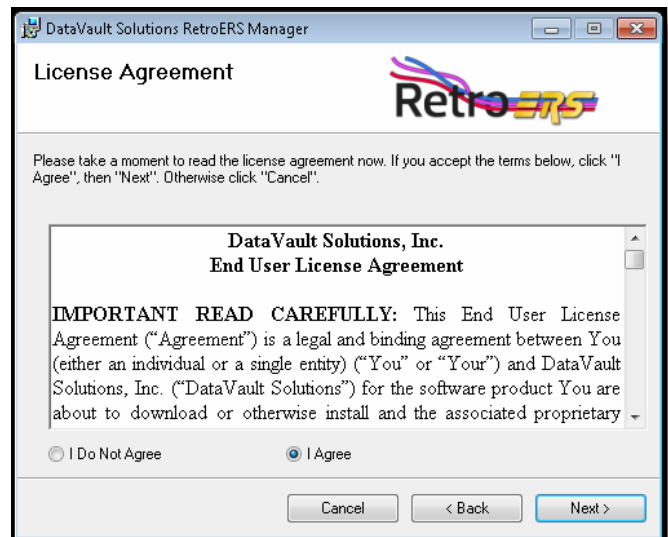 DataVault Solutions RetroERS Manager
License Agreement
Retro ERS
Please take a moment to read the license agreement now. If you accept the terms below, click "I
Agree", then "Next". Otherwise click "Cancel".
DataVault Solutions, Inc.
End User License Agreement
IMPORTANT READ CAREFULLY: This End User License
Agreement (“Agreement”) is a legal and binding agreement between You
(either an individual or a single entity) (“You” or “Your”) and DataVault
Solutions, Inc. (“DataVault Solutions”) for the software product You are
about to download or otherwise install and the associated proprietary
I Do Not Agree
I Agree
Cancel
< Back
Next >